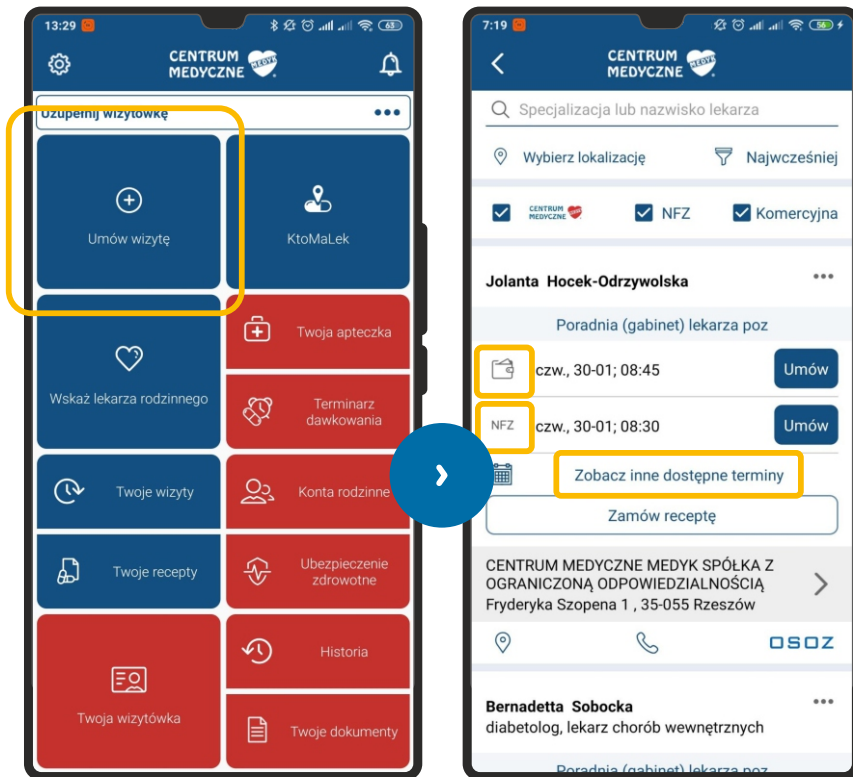 13:29
63
CENTRUM
MEDYCZNE
MEDYK
Uzupełnij wizytówkę
Umów wizytę
KtoMaLek
Wskaż lekarza rodzinnego
Twoja apteczka
Terminarz
dawkowania
Twoje wizyty
Konta rodzinne
Twoje recepty
Ubezpieczenie
zdrowotne
Twoja wizytówka
Historia
Twoje dokumenty
7:19
56
CENTRUM
MEDYCZNE
MEDYK
Specjalizacja lub nazwisko lekarza
Wybierz lokalizację
Najwcześniej
CENTRUM
MEDYCZNE
NFZ
Komercyjna
Jolanta Hocek-Odrzywolska
Poradnia (gabinet) lekarza poz
czw., 30-01; 08:45
Umów
NFZ
czw., 30-01; 08:30
Umów
Zobacz inne dostępne terminy
Zamów receptę
CENTRUM MEDYCZNE MEDYK SPÓŁKA Z
OGRANICZONĄ ODPOWIEDZIALNOŚCIĄ
Fryderyka Szopena 1 , 35-055 Rzeszów
OSOZ
Bernadetta Sobocka
diabetolog, lekarz chorób wewnętrznych
Poradnia (gabinet) lekarza poz